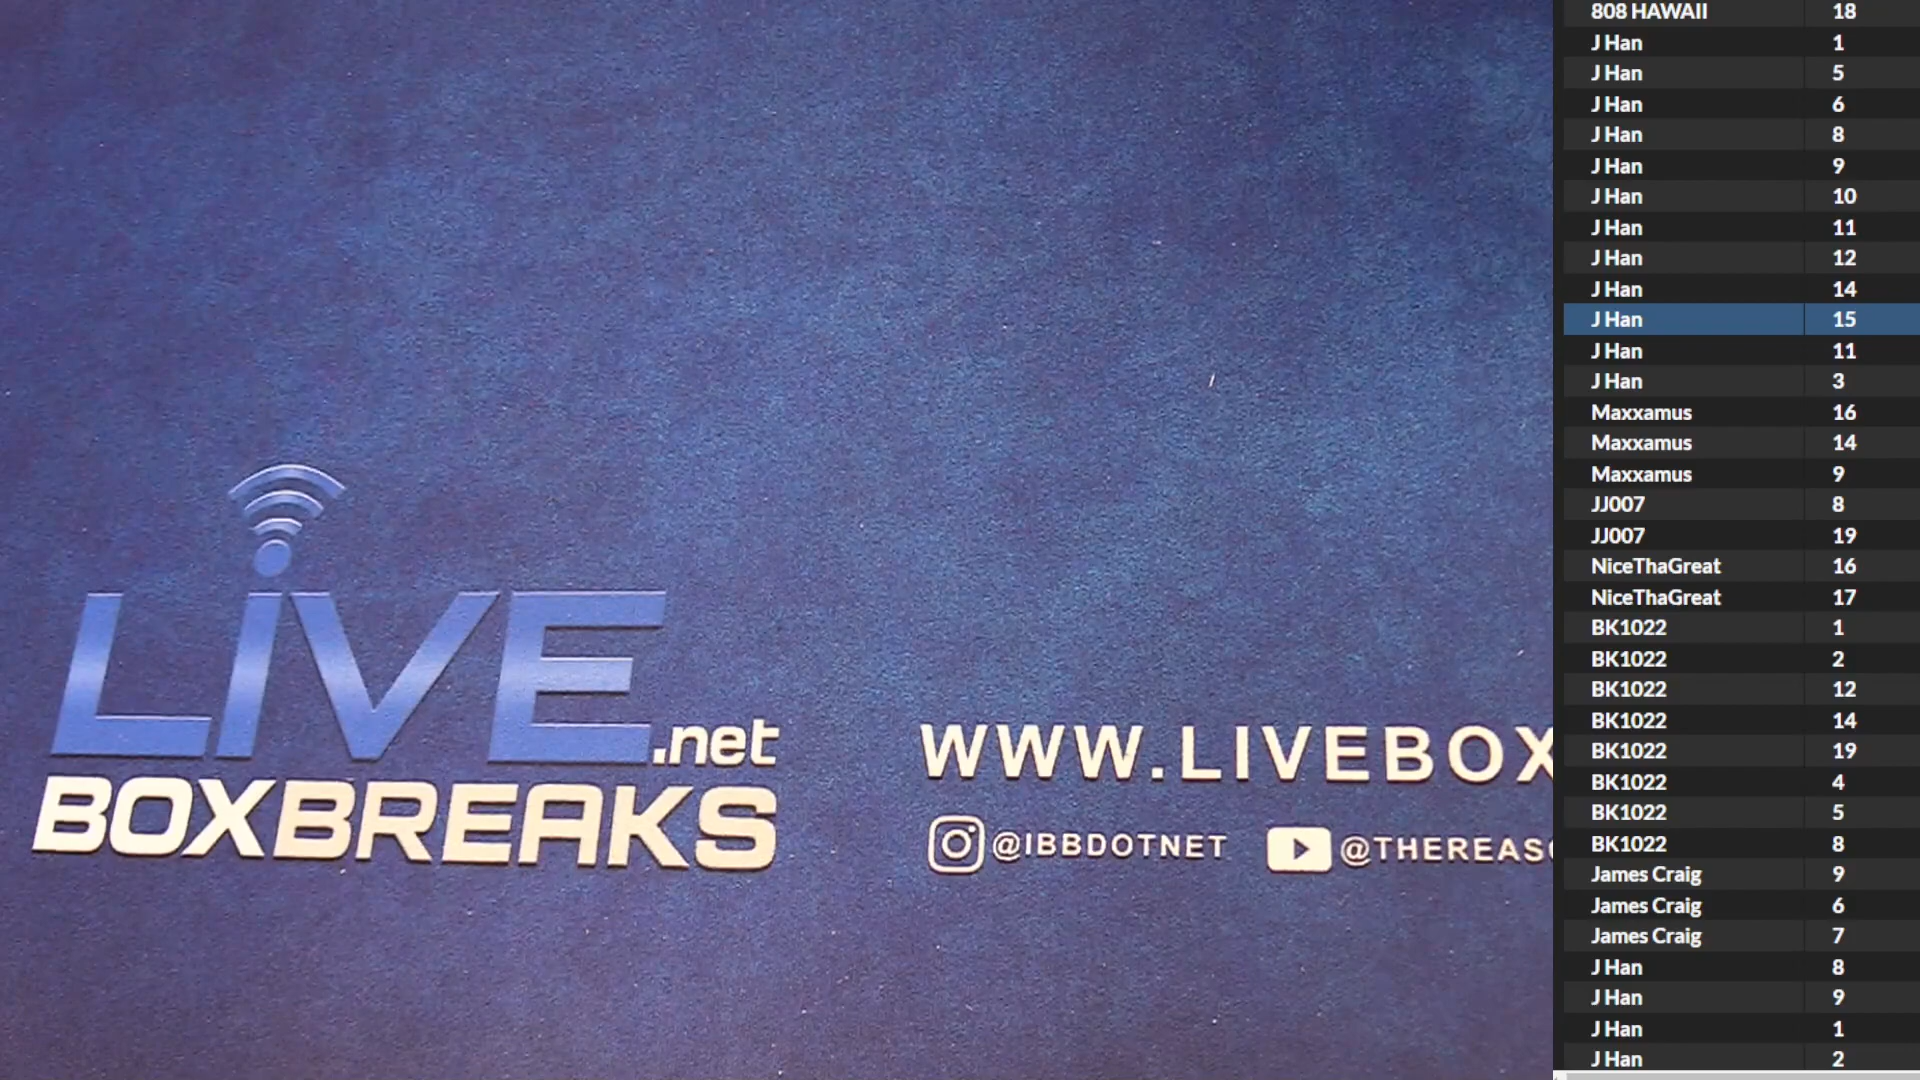 LiVE.net
BOXBREAKS
WWW.LIVEBOX
@IBBDOTNET
@THEREASO
808 HAWAII 18
J Han 1
J Han 5
J Han 6
J Han 8
J Han 9
J Han 10
J Han 11
J Han 12
J Han 14
J Han 15
J Han 11
J Han 3
Maxxamus 16
Maxxamus 14
Maxxamus 9
JJ007 8
JJ007 19
NiceThaGreat 16
NiceThaGreat 17
BK1022 1
BK1022 2
BK1022 12
BK1022 14
BK1022 19
BK1022 4
BK1022 5
BK1022 8
James Craig 9
James Craig 6
James Craig 7
J Han 8
J Han 9
J Han 1
J Han 2